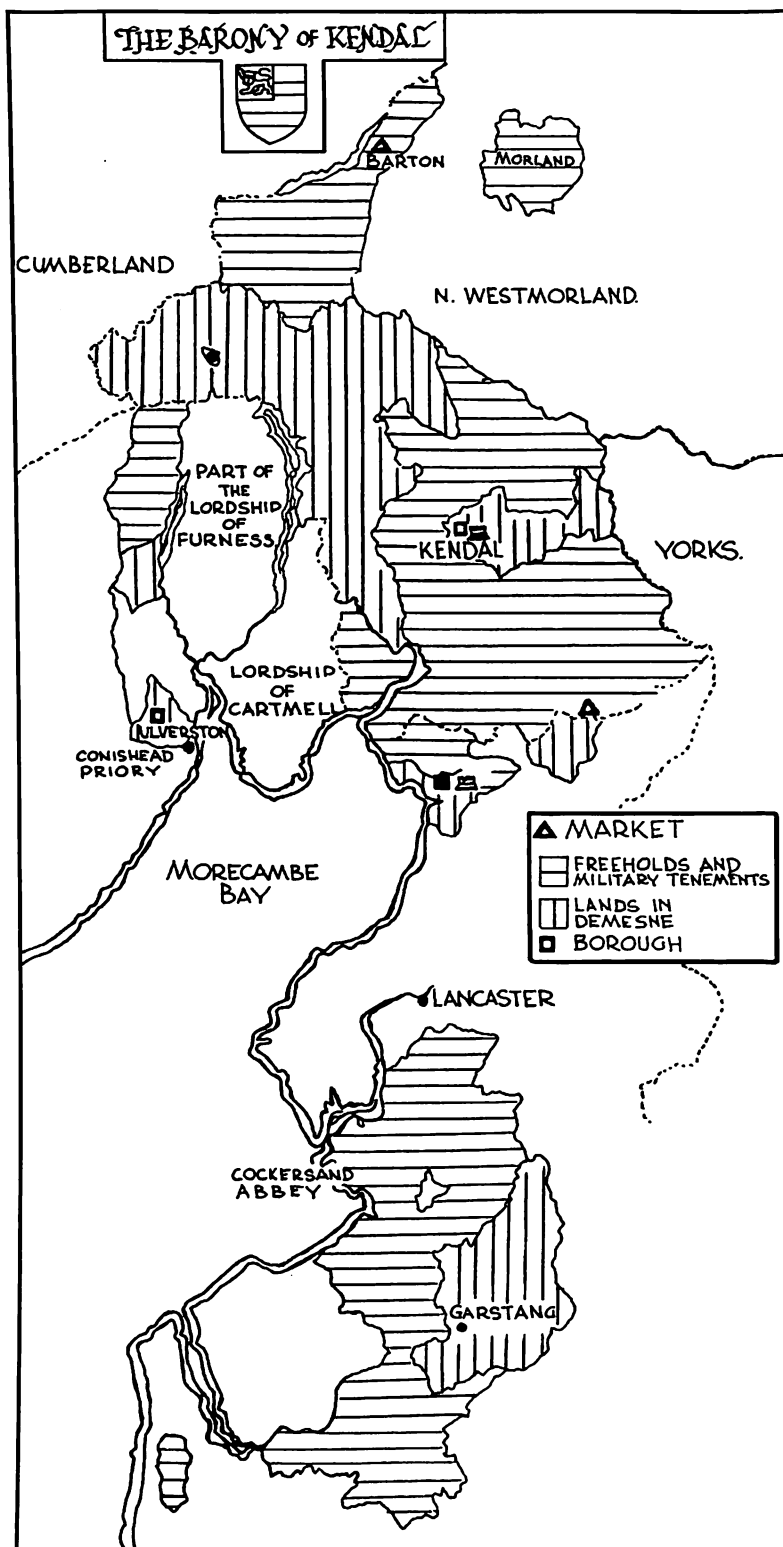 THE BARONY OF KENDAL
BARTON
MORLAND
CUMBERLAND
N. WESTMORLAND.
PART OF
THE
LORDSHIP
OF
FURNESS
KENDAL
YORKS.
LORDSHIP
OF
CARTMELL
ULVERSTON
CONISHEAD
PRIORY
MORECAMBE
BAY
MARKET
FREEHOLDS AND
MILITARY TENEMENTS
LANDS IN
DEMESNE
BOROUGH
LANCASTER
COCKERSAND
ABBEY
GARSTANG